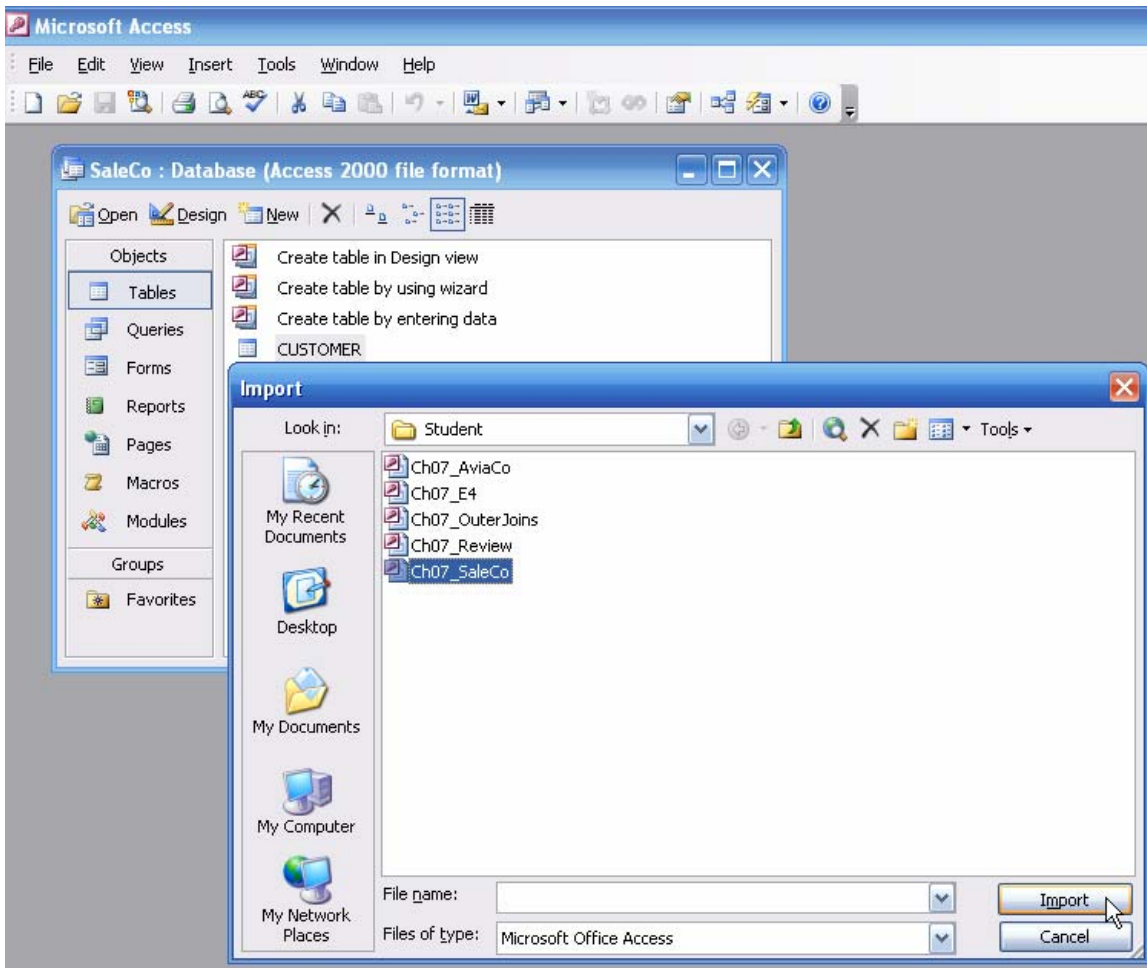 Microsoft Access
File Edit View Insert Tools Window Help
ABC
SaleCo : Database (Access 2000 file format)
Open Design New
Objects
Tables
Queries
Forms
Reports
Pages
Macros
Modules
Groups
Favorites
Create table in Design view
Create table by using wizard
Create table by entering data
CUSTOMER
Import
Look in: Student Tools
My Recent Documents
Desktop
My Documents
My Computer
My Network Places
Ch07_AviaCo
Ch07_E4
Ch07_OuterJoins
Ch07_Review
Ch07_SaleCo
File name:
Import
Files of type: Microsoft Office Access
Cancel